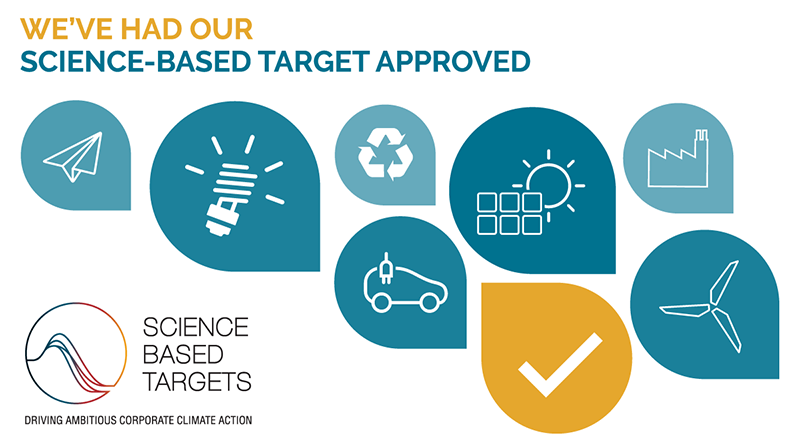 WE'VE HAD OUR
SCIENCE-BASED TARGET APPROVED
SCIENCE
BASED
TARGETS
DRIVING AMBITIOUS CORPORATE CLIMATE ACTION